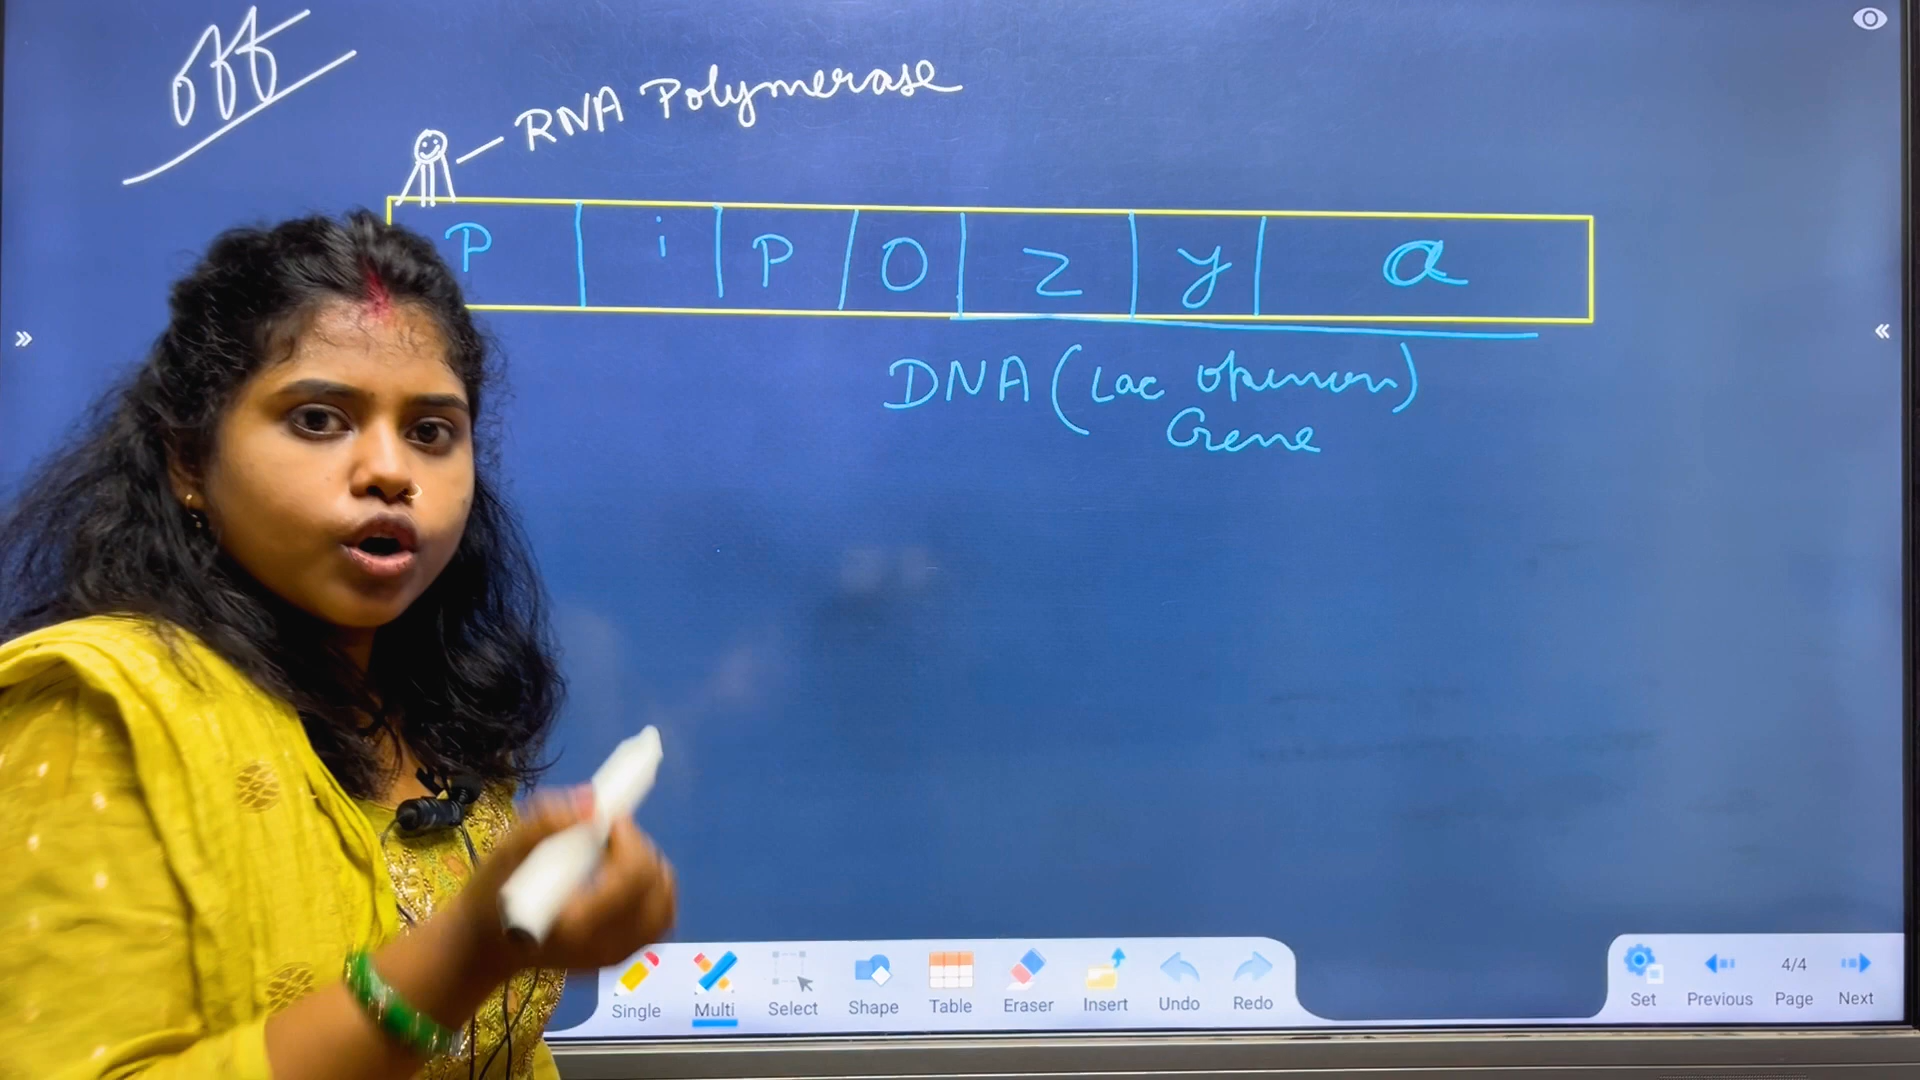 off
RNA Polymerase
P i P O z y a
DNA (Lac operon)
Gene
Single Multi Select Shape Table Eraser Insert Undo Redo
Set Previous 4/4 Page Next